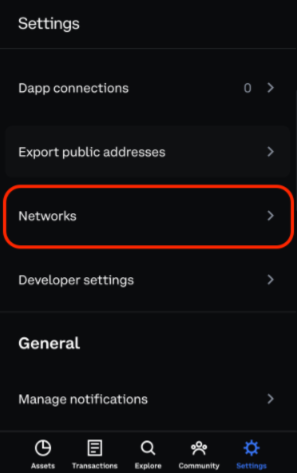 Settings
Dapp connections 0
Export public addresses
Networks
Developer settings
General
Manage notifications
Assets Transactions Explore Community Settings